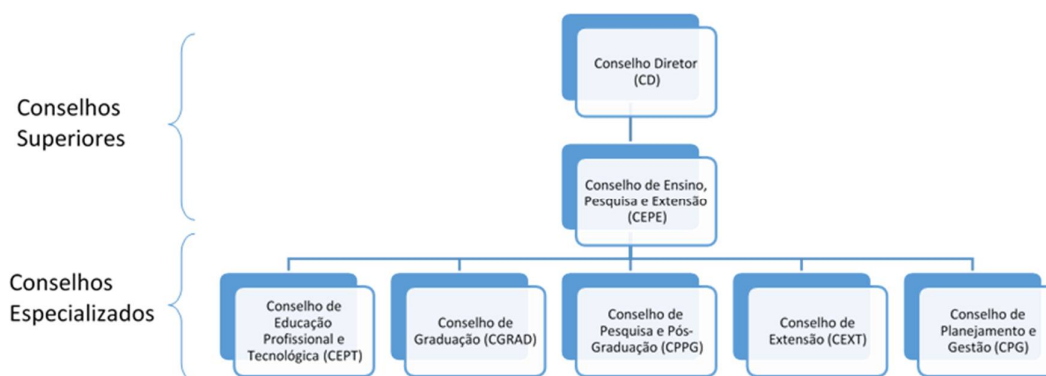 Conselhos
Superiores
Conselho Diretor
(CD)
Conselho de Ensino,
Pesquisa e Extensão
(CEPE)
Conselhos
Especializados
Conselho de
Educação
Profissional e
Tecnológica (CEPT)
Conselho de
Graduação (CGRAD)
Conselho de
Pesquisa e Pós-
Graduação (CPPG)
Conselho de
Extensão (CEXT)
Conselho de
Planejamento e
Gestão (CPG)